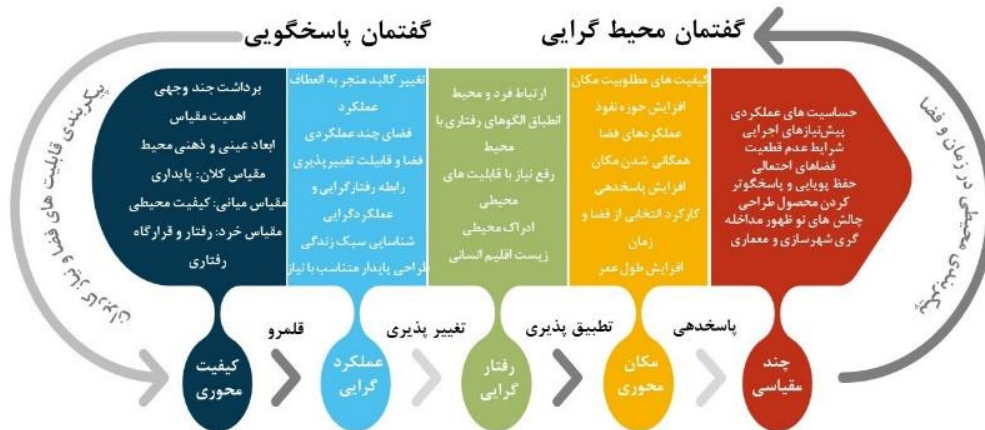 گفتمان محیط گرایی
گفتمان پاسخگویی
پیکربندی محیطی در زمان و فضا
حساسیت های عملکردی
پیش‌نیازهای اجرایی
شرایط عدم قطعیت
فضاهای احتمالی
حفظ پویایی و پاسخگوتر
کردن محصول طراحی
چالش های نو ظهور مداخله
گری شهرسازی و معماری
کیفیت های مطلوبیت مکان
افزایش حوزه نفوذ
عملکردهای فضا
همگانی شدن مکان
افزایش پاسخدهی
کارکرد انتخابی از فضا و
زمان
افزایش طول عمر
ارتباط فرد و محیط
انطباق الگوهای رفتاری با
محیط
رفع نیاز با قابلیت های
محیطی
ادراک محیطی
زیست اقلیم انسانی
تغییر کالبد منجر به انعطاف
عملکرد
فضای چند عملکردی
فضا و قابیلت تغییرپذیری
رابطه رفتارگرایی و
عملکردگرایی
شناسایی سبک زندگی
طراحی پایدار متناسب با نیاز
برداشت چند وجهی
اهمیت مقیاس
ابعاد عینی و ذهنی محیط
مقیاس کلان: پایداری
مقیاس میانی: کیفیت محیطی
مقیاس خرد: رفتار و قرارگاه
رفتاری
پیکربندی قابلیت های فضا و نیاز کاربران
چند
مقیاسی
پاسخدهی
مکان
محوری
تطبیق پذیری
رفتار
گرایی
تغییر پذیری
عملکرد
گرایی
قلمرو
کیفیت
محوری